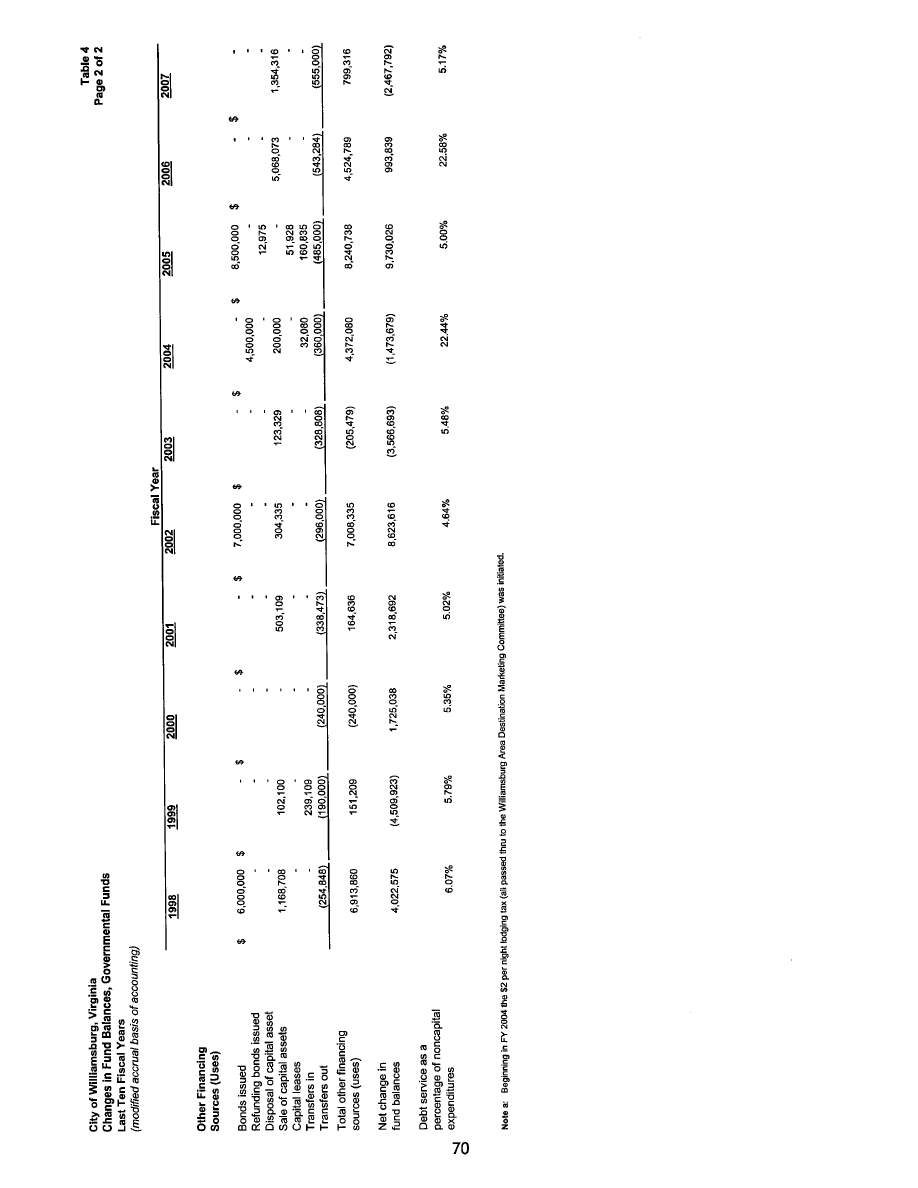 City of Williamsburg, Virginia Table 4
Changes in Fund Balances, Governmental Funds Page 2 of 2
Last Ten Fiscal Years
(modified accrual basis of accounting)
Fiscal Year
1998 1999 2000 2001 2002 2003 2004 2005 2006 2007
Other Financing
Sources (Uses)
Bonds issued $ 6,000,000 $ - $ - $ - $ 7,000,000 $ - $ - $ 8,500,000 $ - $ -
Refunding bonds issued - - - - - - 4,500,000 - - -
Disposal of capital asset - - - - - - - 12,975 - -
Sale of capital assets 1,168,708 102,100 - 503,109 304,335 123,329 200,000 - 5,068,073 1,354,316
Capital leases - - - - - - - 51,928 - -
Transfers in - 239,109 - - - - 32,080 160,835 - -
Transfers out (254,848) (190,000) (240,000) (338,473) (296,000) (328,808) (360,000) (485,000) (543,284) (555,000)
Total other financing
sources (uses) 6,913,860 151,209 (240,000) 164,636 7,008,335 (205,479) 4,372,080 8,240,738 4,524,789 799,316
Net change in
fund balances 4,022,575 (4,509,923) 1,725,038 2,318,692 8,623,616 (3,566,693) (1,473,679) 9,730,026 993,839 (2,467,792)
Debt service as a
percentage of noncapital
expenditures 6.07% 5.79% 5.35% 5.02% 4.64% 5.48% 22.44% 5.00% 22.58% 5.17%
Note a: Beginning in FY 2004 the $2 per night lodging tax (all passed thru to the Williamsburg Area Destination Marketing Committee) was initiated.
70